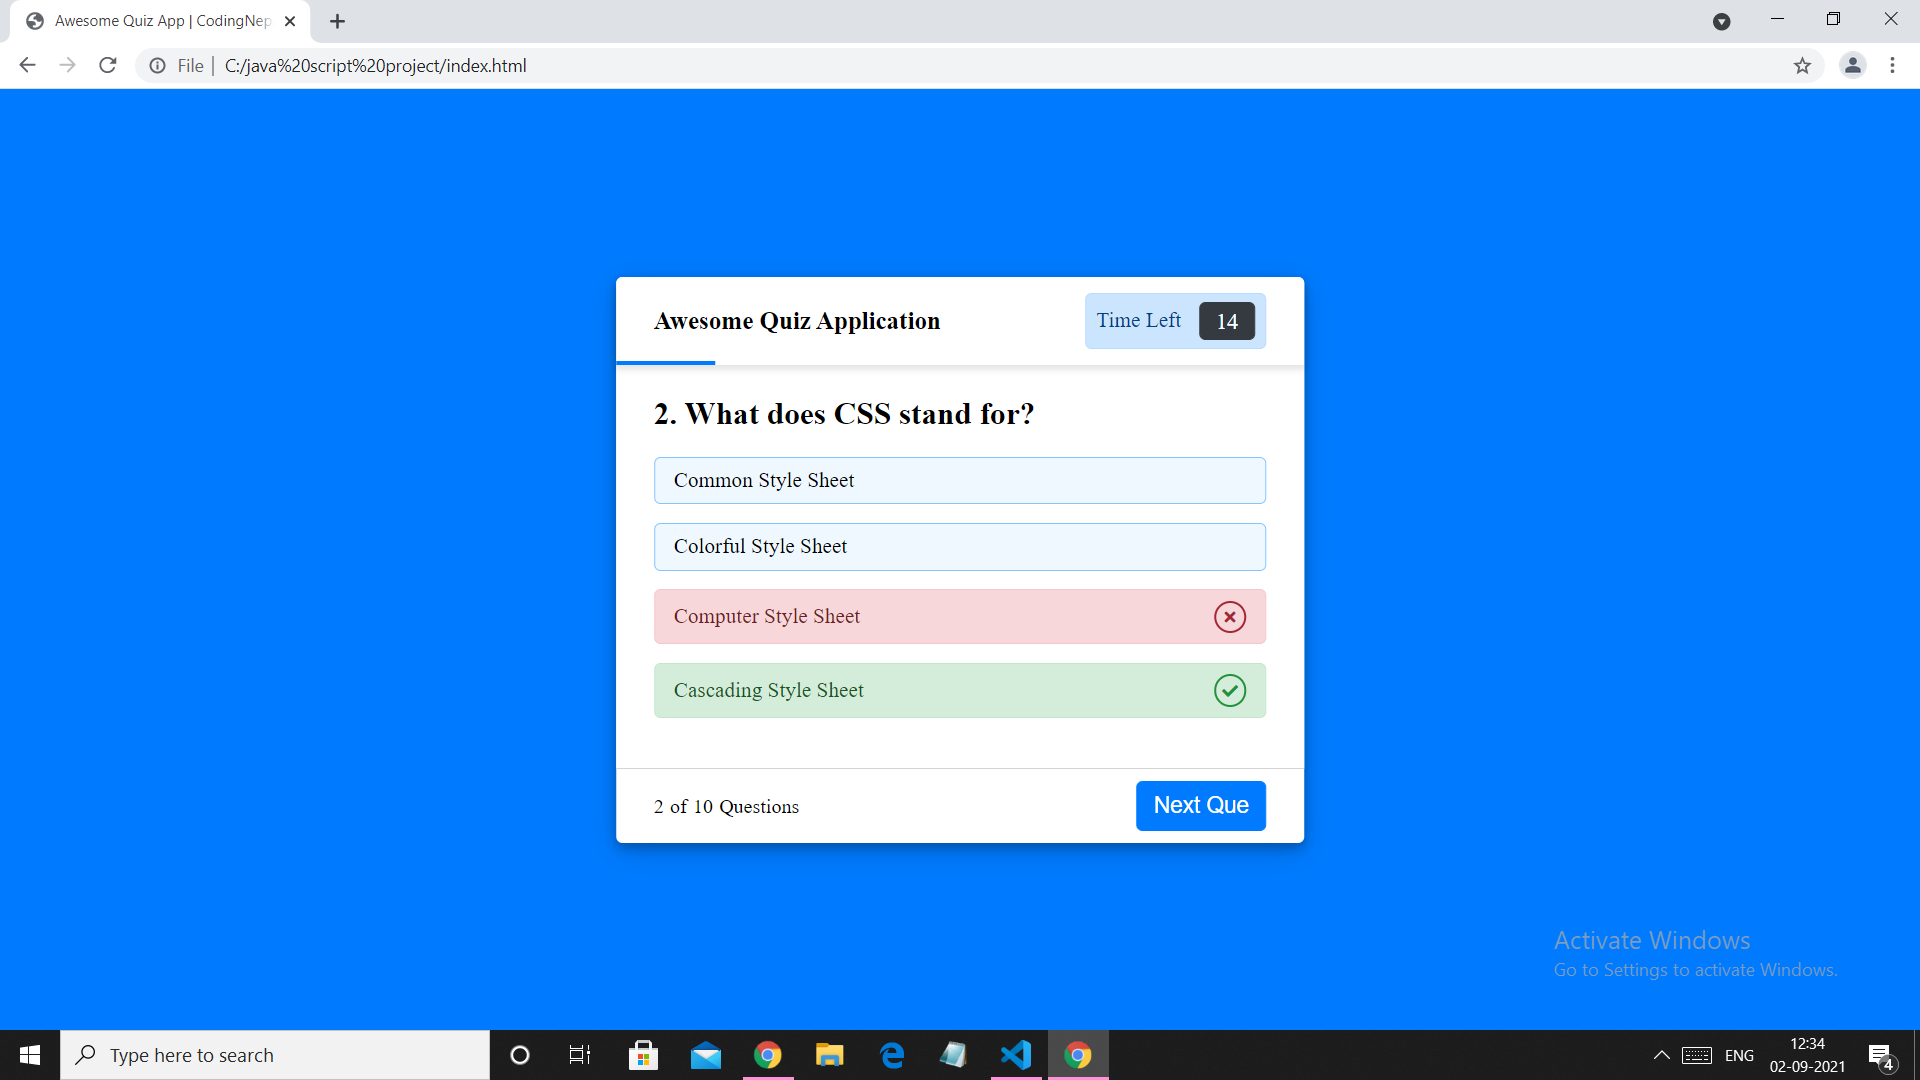 Awesome Quiz App | CodingNep
File | C:/java%20script%20project/index.html
Awesome Quiz Application
Time Left 14
2. What does CSS stand for?
Common Style Sheet
Colorful Style Sheet
Computer Style Sheet
Cascading Style Sheet
2 of 10 Questions
Next Que
Activate Windows
Go to Settings to activate Windows.
Type here to search
ENG
12:34
02-09-2021
4